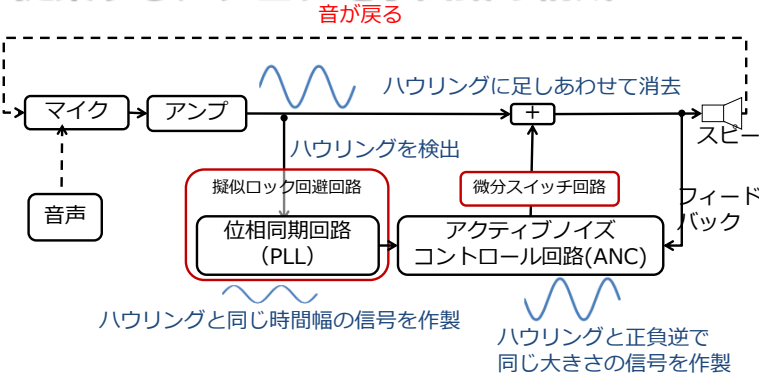 音が戻る
ハウリングに足しあわせて消去
マイク
アンプ
+
スピー
ハウリングを検出
擬似ロック回避回路
微分スイッチ回路
音声
フィード
バック
位相同期回路
(PLL)
アクティブノイズ
コントロール回路(ANC)
ハウリングと同じ時間幅の信号を作製
ハウリングと正負逆で
同じ大きさの信号を作製